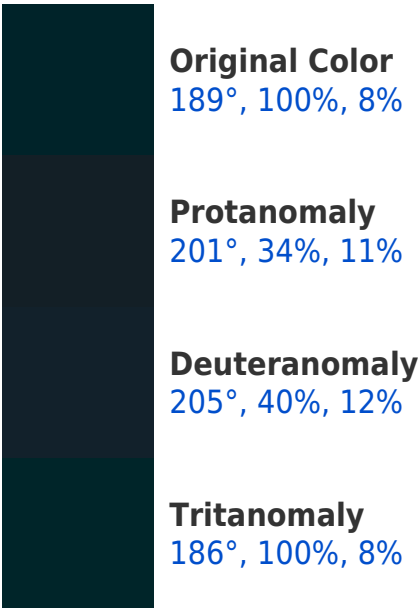 Original Color
189°, 100%, 8%
Protanomaly
201°, 34%, 11%
Deuteranomaly
205°, 40%, 12%
Tritanomaly
186°, 100%, 8%